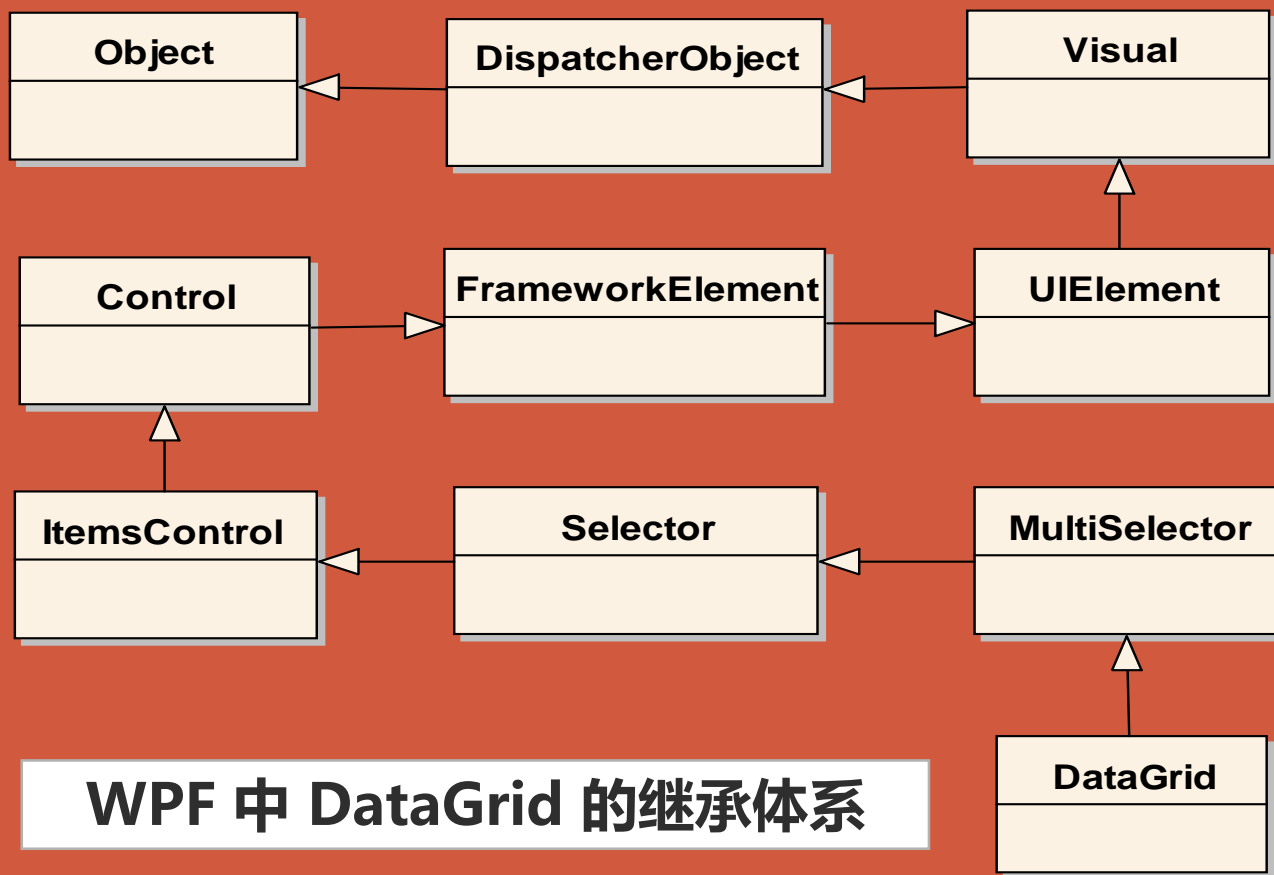 Object
DispatcherObject
Visual
Control
FrameworkElement
UIElement
ItemsControl
Selector
MultiSelector
DataGrid
WPF 中 DataGrid 的继承体系